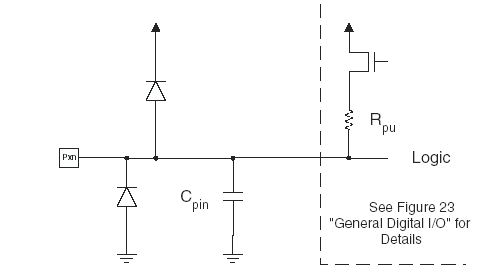 R pu
Pxn
Logic
C pin
See Figure 23
"General Digital I/O" for
Details